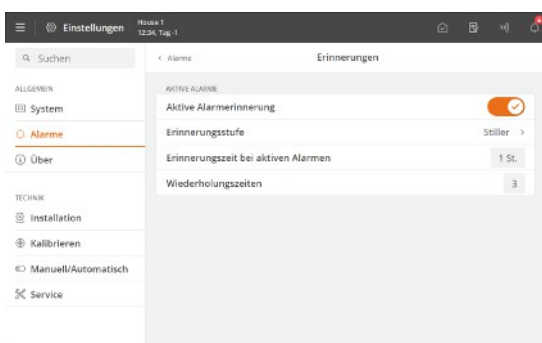 Einstellungen
House 1
12:34, Tag -1
Suchen
Alarme
Erinnerungen
ALLGEMEIN
System
Alarme
Über
TECHNIK
Installation
Kalibrieren
Manuell/Automatisch
Service
AKTIVE ALARME
Aktive Alarmerinnerung
Erinnerungsstufe
Stiller
Erinnerungszeit bei aktiven Alarmen
1 St.
Wiederholungszeiten
3